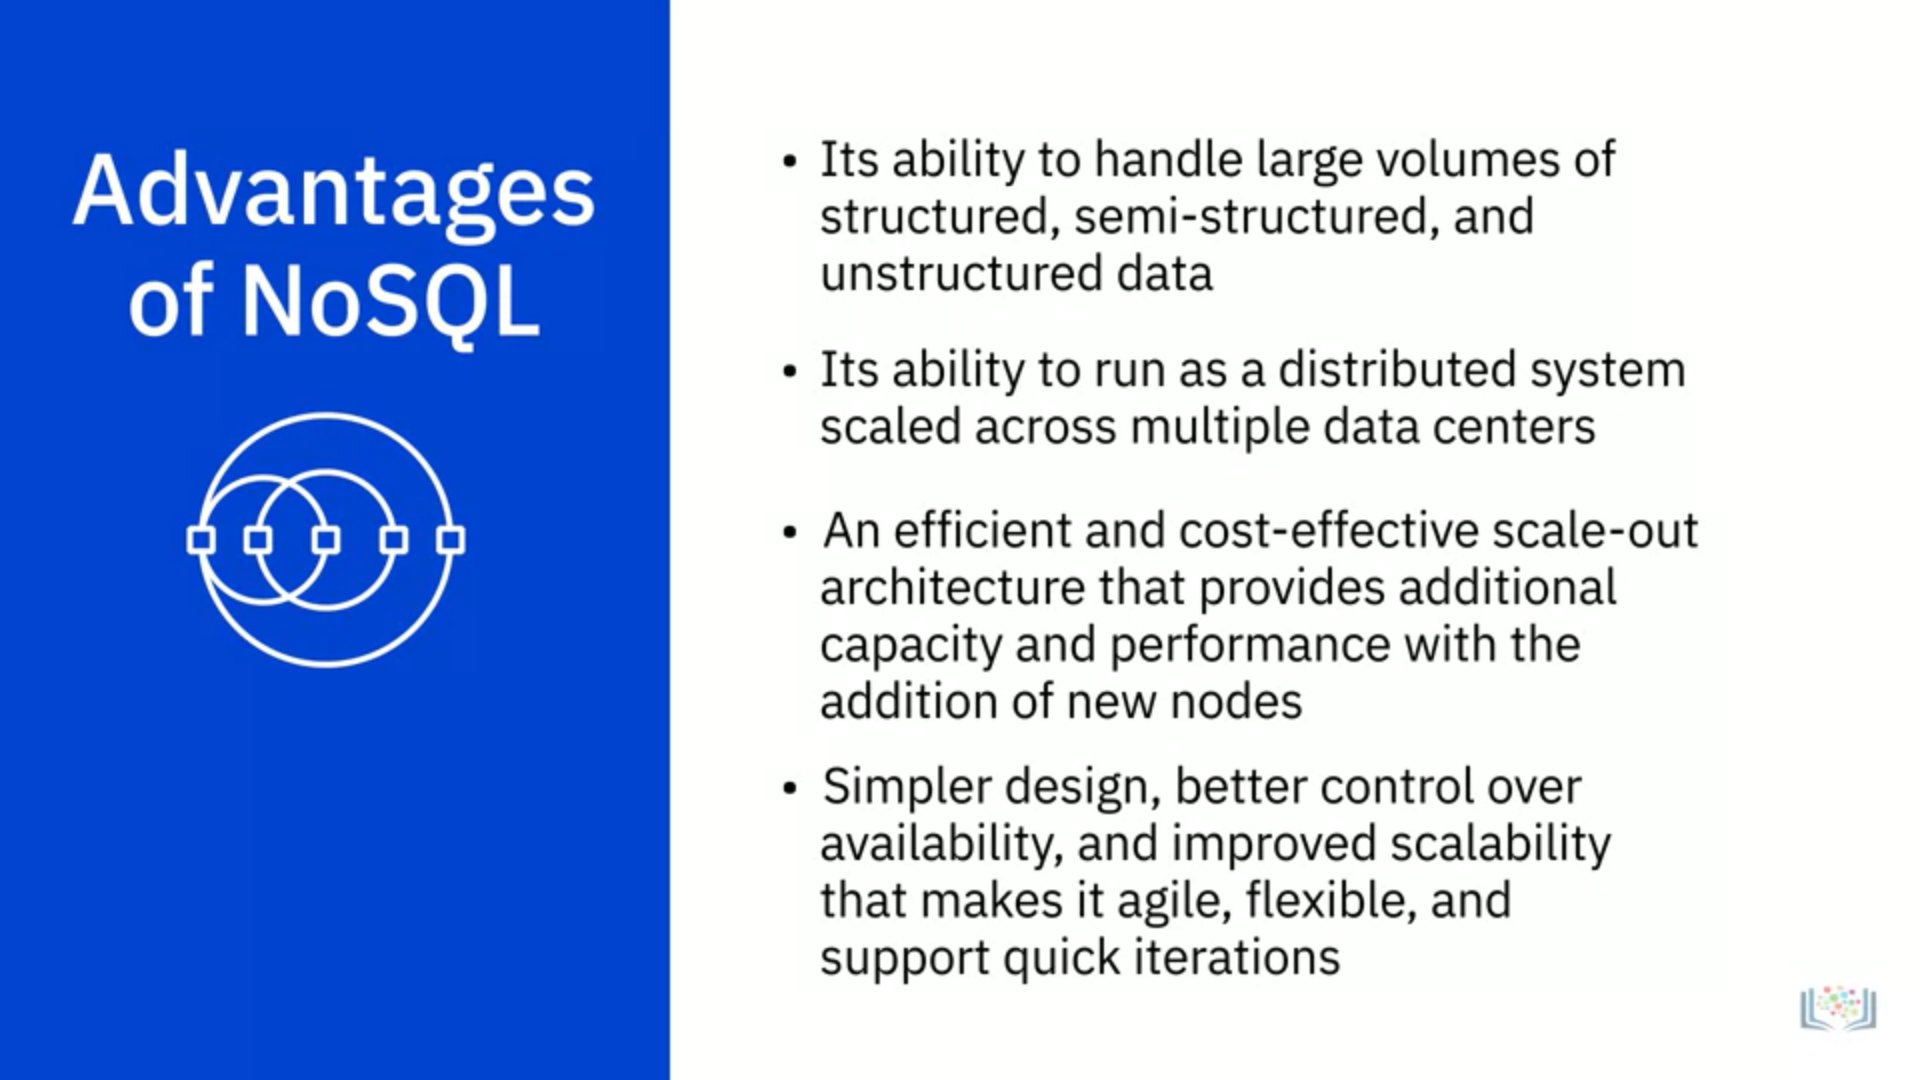 Advantages
of NoSQL
• Its ability to handle large volumes of
structured, semi-structured, and
unstructured data
• Its ability to run as a distributed system
scaled across multiple data centers
• An efficient and cost-effective scale-out
architecture that provides additional
capacity and performance with the
addition of new nodes
• Simpler design, better control over
availability, and improved scalability
that makes it agile, flexible, and
support quick iterations